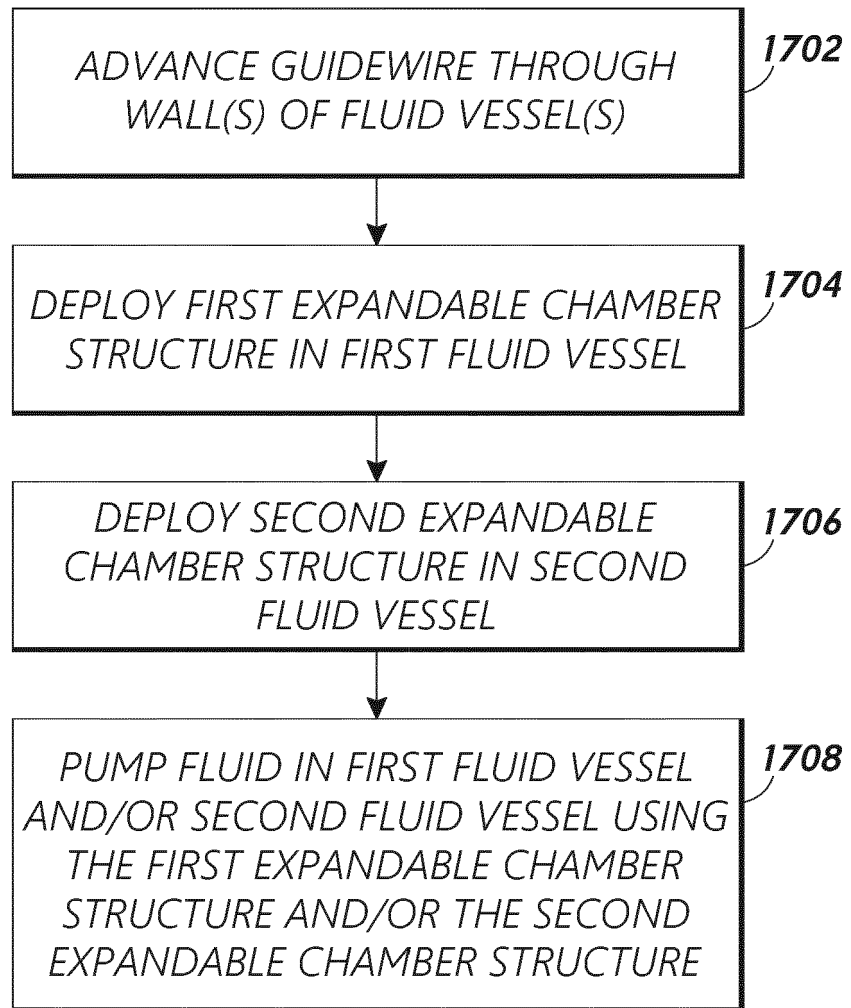 ADVANCE GUIDEWIRE THROUGH
WALL(S) OF FLUID VESSEL(S)
1702
DEPLOY FIRST EXPANDABLE CHAMBER
STRUCTURE IN FIRST FLUID VESSEL
1704
DEPLOY SECOND EXPANDABLE
CHAMBER STRUCTURE IN SECOND
FLUID VESSEL
1706
PUMP FLUID IN FIRST FLUID VESSEL
AND/OR SECOND FLUID VESSEL USING
THE FIRST EXPANDABLE CHAMBER
STRUCTURE AND/OR THE SECOND
EXPANDABLE CHAMBER STRUCTURE
1708